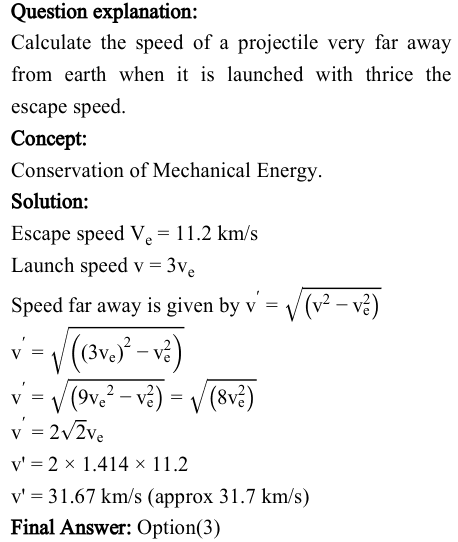 Question explanation:
Calculate the speed of a projectile very far away
from earth when it is launched with thrice the
escape speed.
Concept:
Conservation of Mechanical Energy.
Solution:
Escape speed Vₑ = 11.2 km/s
Launch speed v = 3vₑ
Speed far away is given by v' = √(v² − vₑ²)
v' = √((3vₑ)² − vₑ²)
v' = √(9vₑ² − vₑ²) = √(8vₑ²)
v' = 2√2vₑ
v' = 2 × 1.414 × 11.2
v' = 31.67 km/s (approx 31.7 km/s)
Final Answer: Option(3)